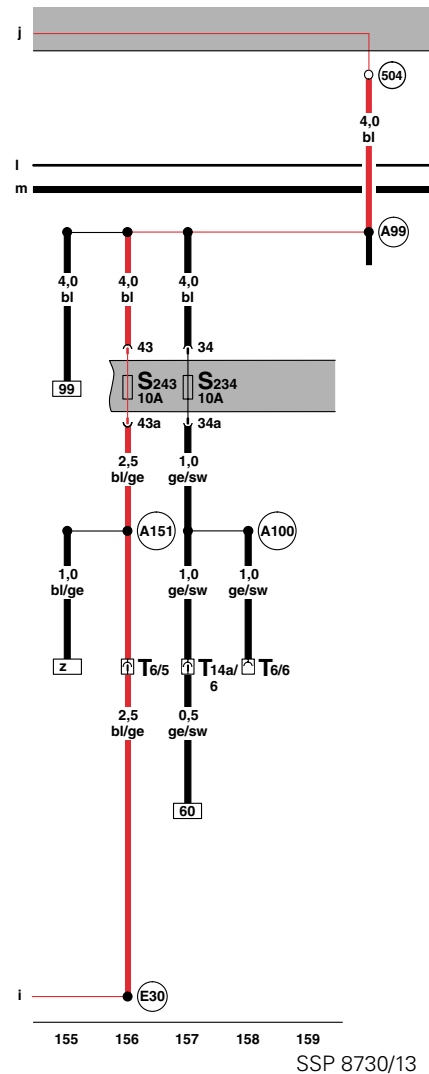 j
504
4,0
bl
l
m
A99
4,0 4,0 4,0
bl bl bl
43 34
99
S243 S234
10A 10A
43a 34a
2,5 1,0
bl/ge ge/sw
A151 A100
1,0 1,0 1,0
bl/ge ge/sw ge/sw
z T6/5 T14a/ T6/6
6
2,5 0,5
bl/ge ge/sw
60
i E30
155 156 157 158 159
SSP 8730/13